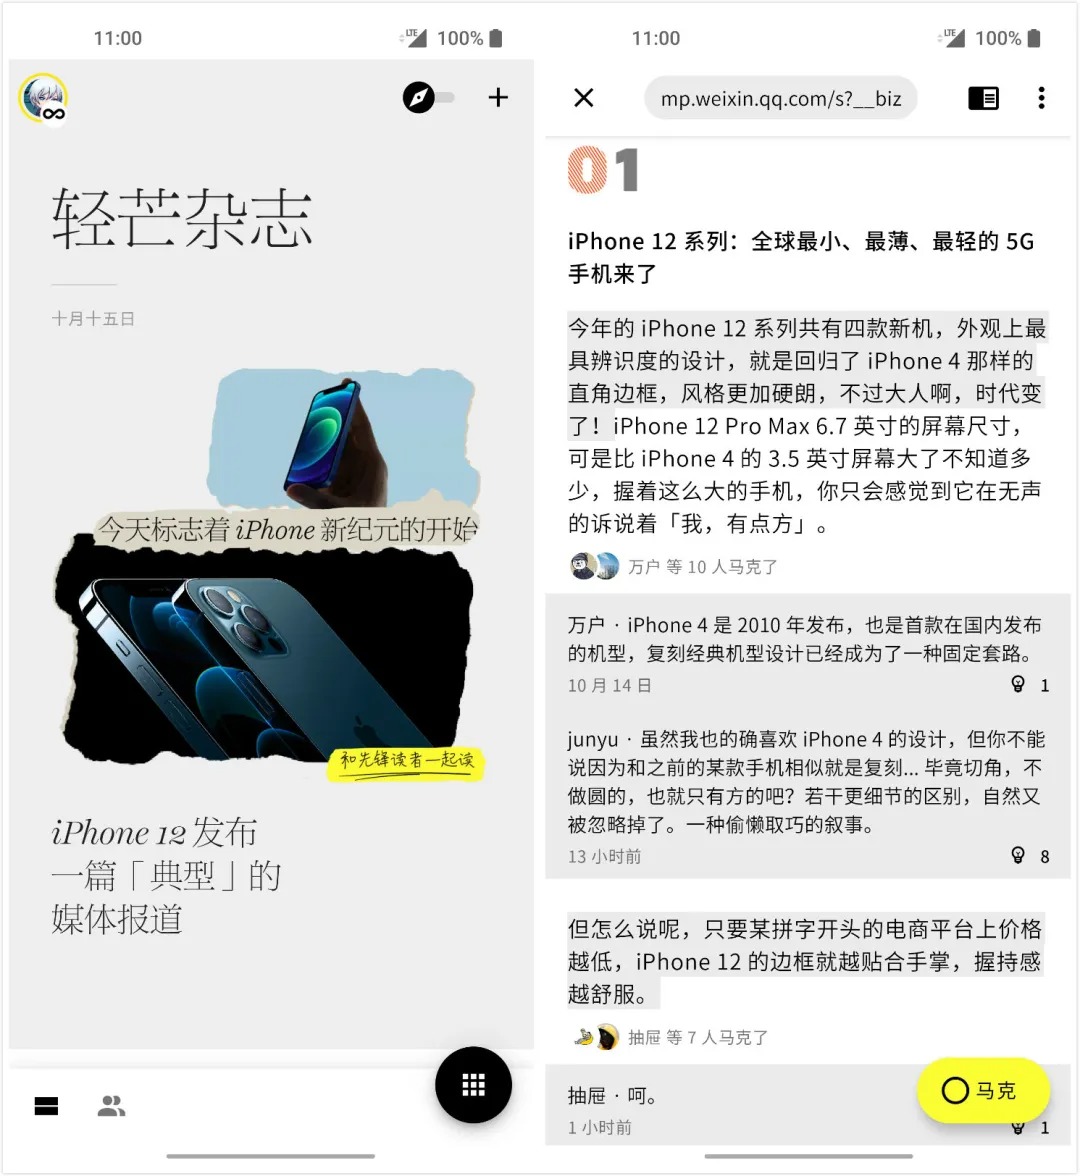 11:00
LTE 100%
轻芒杂志
十月十五日
今天标志着 iPhone 新纪元的开始
和先锋读者一起读
iPhone 12 发布
一篇「典型」的
媒体报道
11:00
LTE 100%
mp.weixin.qq.com/s?__biz
01
iPhone 12 系列：全球最小、最薄、最轻的 5G
手机来了
今年的 iPhone 12 系列共有四款新机，外观上最
具辨识度的设计，就是回归了 iPhone 4 那样的
直角边框，风格更加硬朗，不过大人啊，时代变
了！iPhone 12 Pro Max 6.7 英寸的屏幕尺寸，
可是比 iPhone 4 的 3.5 英寸屏幕大了不知道多
少，握着这么大的手机，你只会感觉到它在无声
的诉说着「我，有点方」。
万户 等 10 人马克了
万户 · iPhone 4 是 2010 年发布，也是首款在国内发布
的机型，复刻经典机型设计已经成为了一种固定套路。
10 月 14 日 1
junyu · 虽然我也的确喜欢 iPhone 4 的设计，但你不能
说因为和之前的某款手机相似就是复刻... 毕竟切角，不
做圆的，也就只有方的吧？若干更细节的区别，自然又
被忽略掉了。一种偷懒取巧的叙事。
13 小时前 8
但怎么说呢，只要某拼字开头的电商平台上价格
越低，iPhone 12 的边框就越贴合手掌，握持感
越舒服。
抽屉 等 7 人马克了
抽屉 · 呵。
1 小时前 1
马克